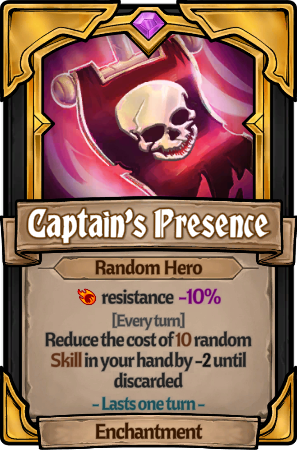 Captain's Presence
Random Hero
resistance -10%
[Every turn]
Reduce the cost of 10 random
Skill in your hand by -2 until
discarded
- Lasts one turn -
Enchantment